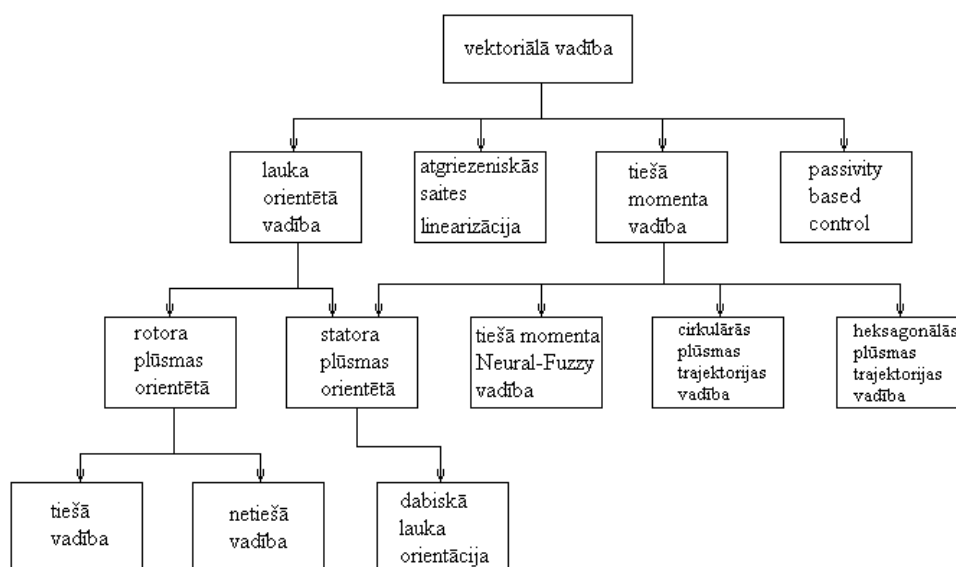 vektoriālā vadība
lauka
orientētā
vadība
atgriezeniskās
saites
linearizācija
tiešā
momenta
vadība
passivity
based
control
rotora
plūsmas
orientētā
statora
plūsmas
orientētā
tiešā momenta
Neural-Fuzzy
vadība
cirkulārās
plūsmas
trajektorijas
vadība
heksagonālās
plūsmas
trajektorijas
vadība
tiešā
vadība
netiešā
vadība
dabiskā
lauka
orientācija